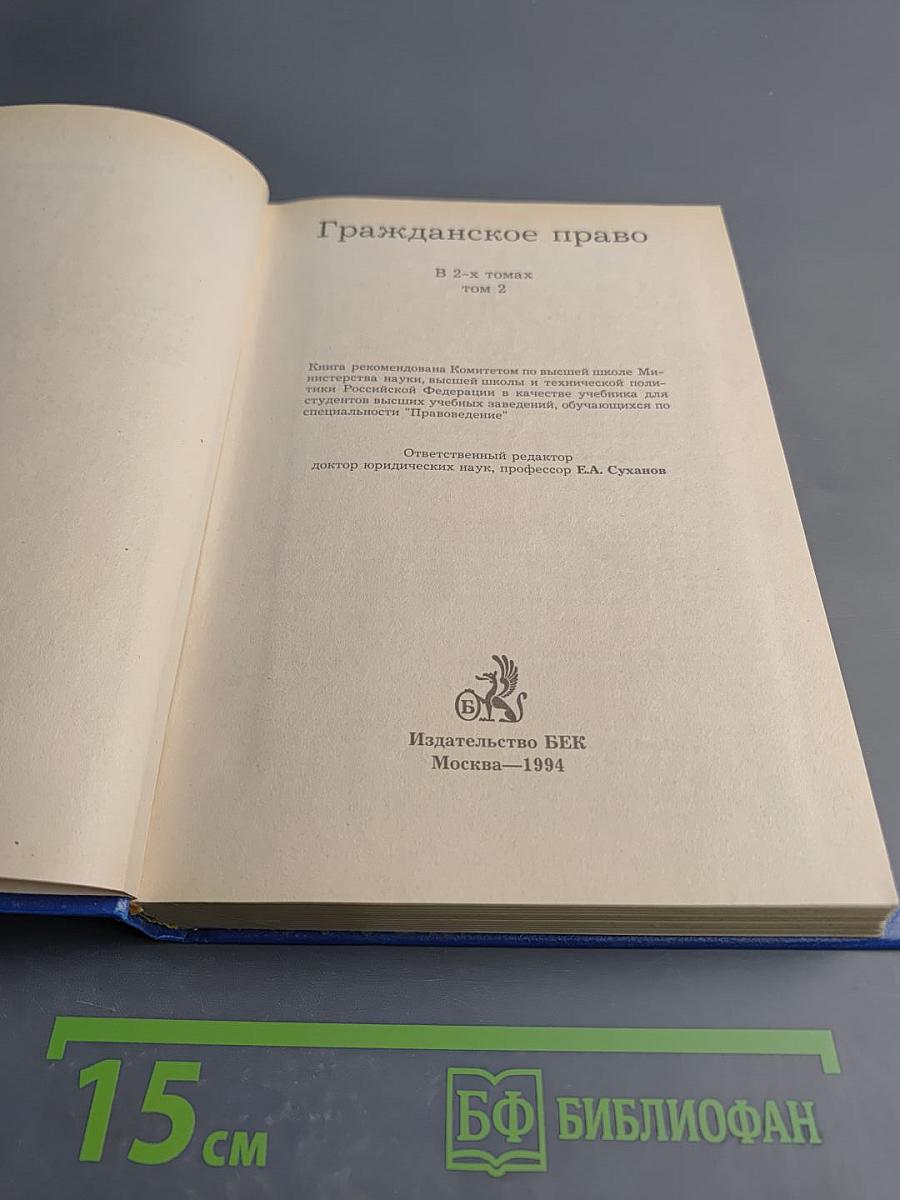 Гражданское право
В 2-х томах
том 2
Книга рекомендована Комитетом по высшей школе Ми-
нистерства науки, высшей школы и технической поли-
тики Российской Федерации в качестве учебника для
студентов высших учебных заведений, обучающихся по
специальности "Правоведение"
Ответственный редактор
доктор юридических наук, профессор Е.А. Суханов
Б
Издательство БЕК
Москва—1994
15 см
БФ БИБЛИОФАН